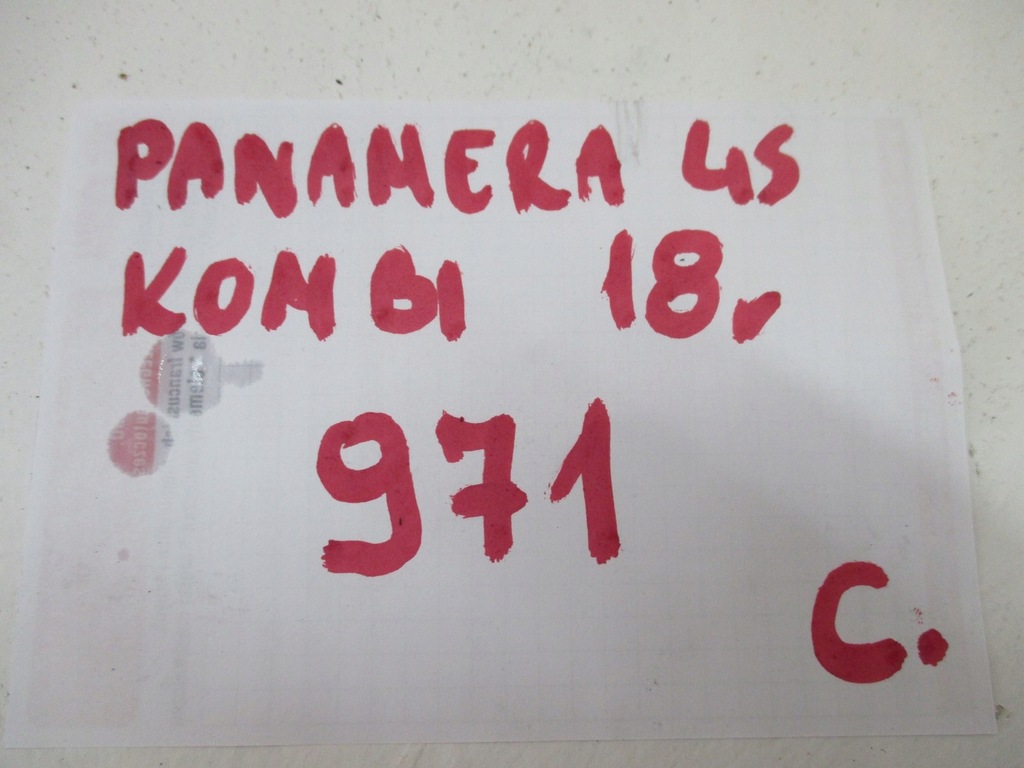 PANAMERA 4S
KOMBI 18r
971
C.